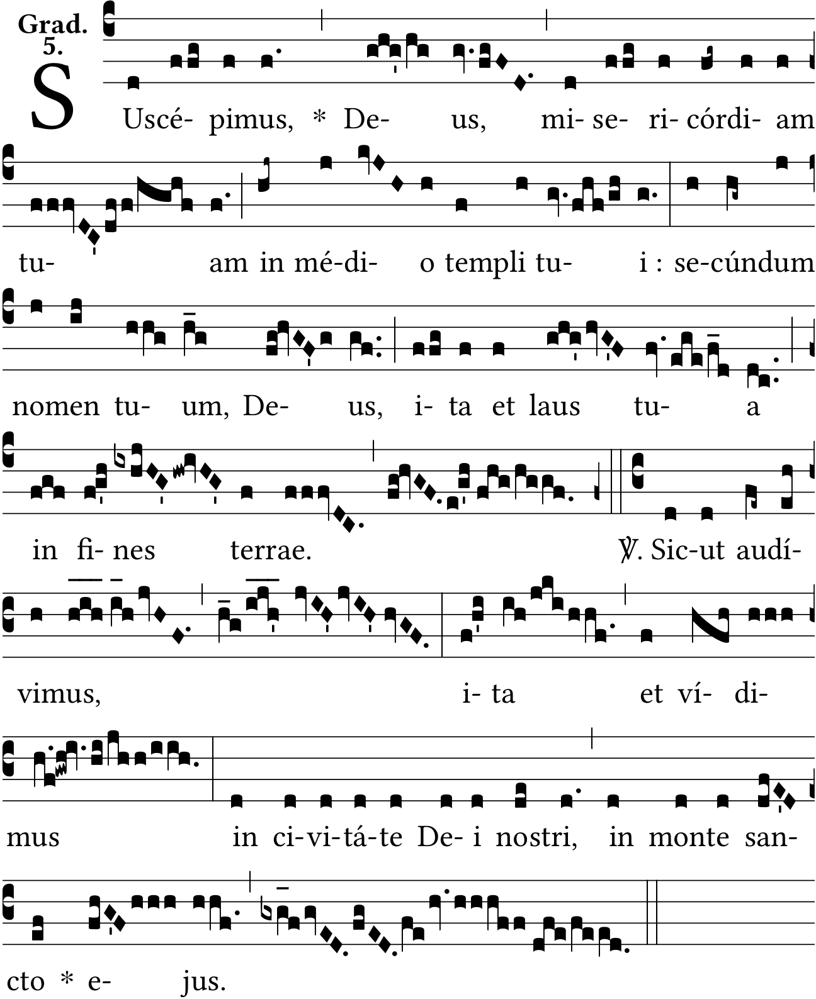 Grad.
5.
SUscé- pimus, * De- us, mi- se- ri- córdi- am
tu- am in mé-di- o templi tu- i : se-cúndum
nomen tu- um, De- us, i- ta et laus tu- a
in fi- nes terrae. ℣. Sic-ut audí-
vimus, i- ta et ví- di-
mus in ci-vi-tá-te De- i nostri, in monte san-
cto * e- jus.